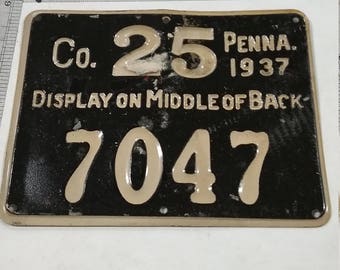 Co. 25 PENNA. 1937
DISPLAY ON MIDDLE OF BACK
7047